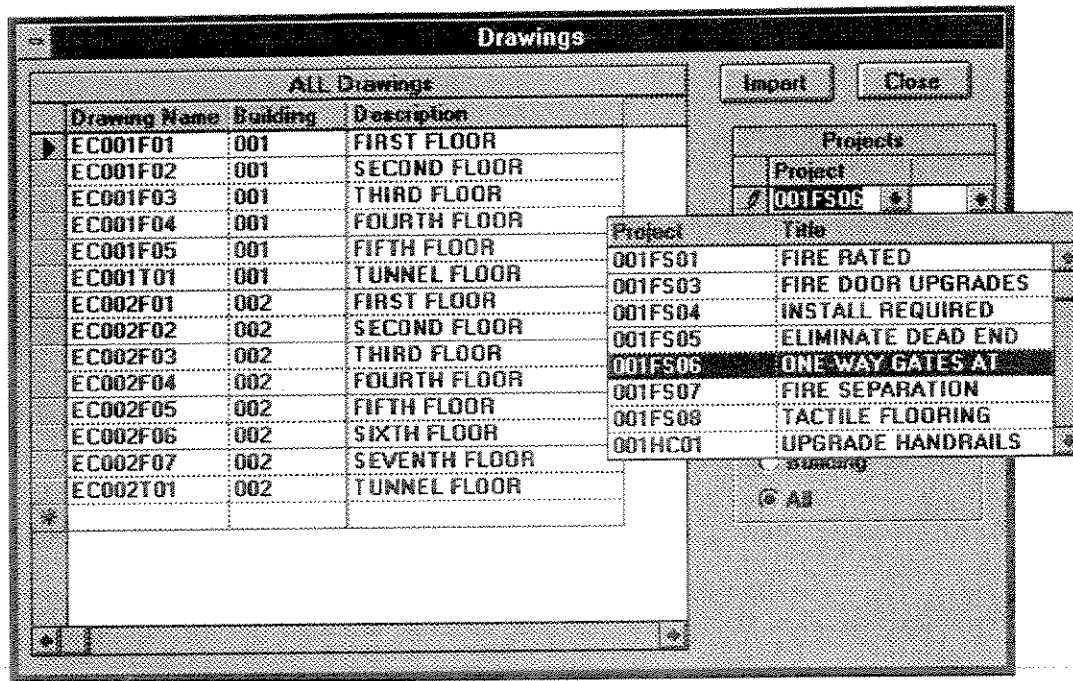 Drawings
ALL Drawings
Drawing Name Building Description
EC001F01 001 FIRST FLOOR
EC001F02 001 SECOND FLOOR
EC001F03 001 THIRD FLOOR
EC001F04 001 FOURTH FLOOR
EC001F05 001 FIFTH FLOOR
EC001T01 001 TUNNEL FLOOR
EC002F01 002 FIRST FLOOR
EC002F02 002 SECOND FLOOR
EC002F03 002 THIRD FLOOR
EC002F04 002 FOURTH FLOOR
EC002F05 002 FIFTH FLOOR
EC002F06 002 SIXTH FLOOR
EC002F07 002 SEVENTH FLOOR
EC002T01 002 TUNNEL FLOOR
Import Close
Projects
Project
001FS06
Project Title
001FS01 FIRE RATED
001FS03 FIRE DOOR UPGRADES
001FS04 INSTALL REQUIRED
001FS05 ELIMINATE DEAD END
001FS06 ONE-WAY GATES AT
001FS07 FIRE SEPARATION
001FS08 TACTILE FLOORING
001HC01 UPGRADE HANDRAILS
Building
All